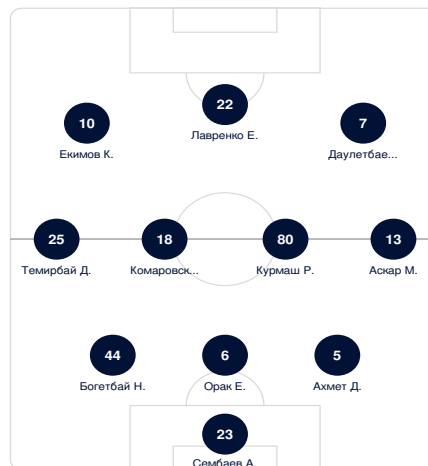 22
Лавренко Е.
10
Екимов К.
7
Даулетбае...
25
Темирбай Д.
18
Комаровск...
80
Курмаш Р.
13
Аскар М.
44
Богетбай Н.
6
Орак Е.
5
Ахмет Д.
23
Сембаев А.